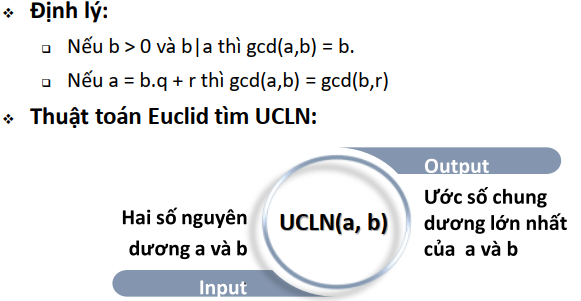 Định lý:
Nếu b > 0 và b|a thì gcd(a,b) = b.
Nếu a = b.q + r thì gcd(a,b) = gcd(b,r)
Thuật toán Euclid tìm UCLN:
Output
Hai số nguyên
dương a và b
UCLN(a, b)
Ước số chung
dương lớn nhất
của a và b
Input